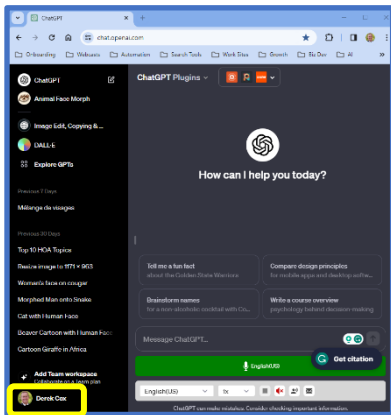 ChatGPT
chat.openai.com
Onboarding
Webcasts
Automation
Search Tools
Work Sites
Growth
Biz Dev
AI
ChatGPT
ChatGPT Plugins
Animal Face Morph
Image Edit, Copying & ...
DALL·E
Explore GPTs
How can I help you today?
Previous 7 Days
Mélange de visages
Previous 30 Days
Top 10 HOA Topics
Resize image to 1171 × 963
Woman's face on cougar
Morphed Man onto Snake
Cat with Human Face
Beaver Cartoon with Human Face
Cartoon Giraffe in Africa
Tell me a fun fact
about the Golden State Warriors
Compare design principles
for mobile apps and desktop softw...
Brainstorm names
for a non-alcoholic cocktail with Co...
Write a course overview
psychology behind decision-making
Message ChatGPT...
English(US)
Get citation
Add Team workspace
Collaborate on a Team plan
Derek Cox
English(US)
1x
ChatGPT can make mistakes. Consider checking important information.